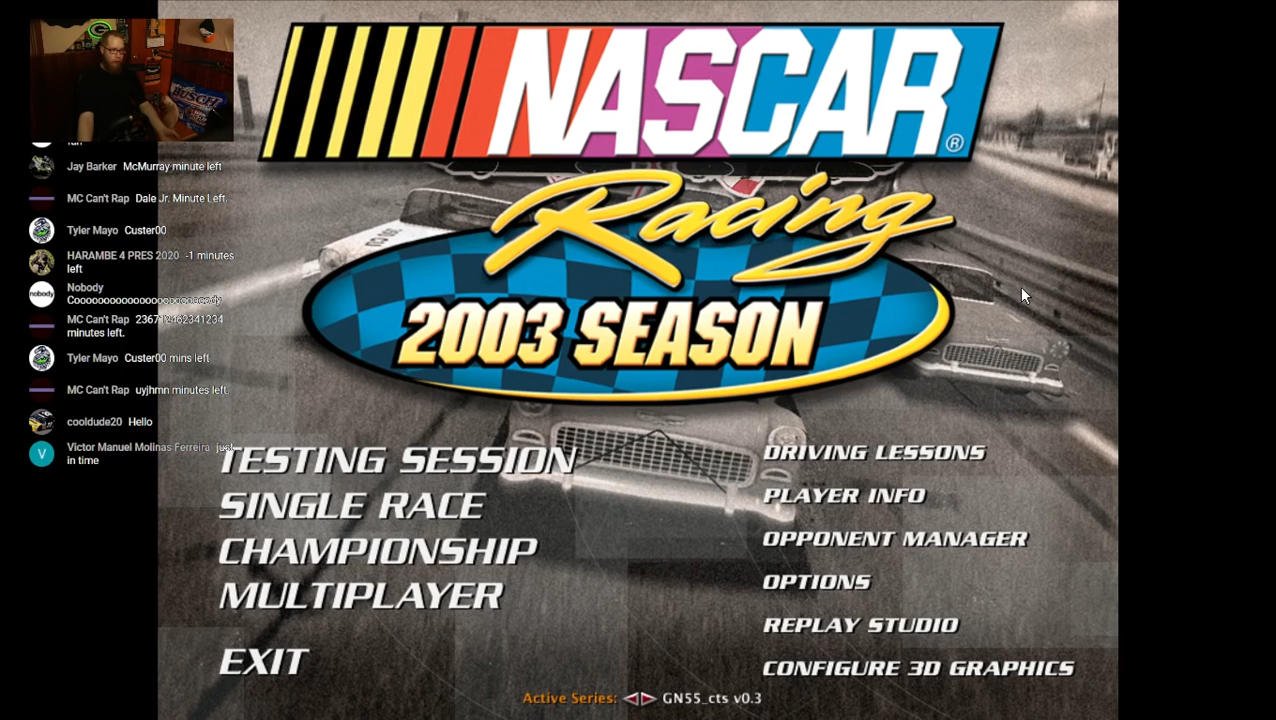 NASCAR®
Racing
2003 SEASON
BUSCH
Jay Barker McMurray minute left
MC Can't Rap Dale Jr. Minute Left.
Tyler Mayo Custer00
HARAMBE 4 PRES 2020 -1 minutes
left
Nobody
nobody
MC Can't Rap 236712462341234
minutes left.
Tyler Mayo Custer00 mins left
MC Can't Rap uyjhmn minutes left.
cooldude20 Hello
V
Victor Manuel Molinas Ferreira just
in time
TESTING SESSION
SINGLE RACE
CHAMPIONSHIP
MULTIPLAYER
EXIT
DRIVING LESSONS
PLAYER INFO
OPPONENT MANAGER
OPTIONS
REPLAY STUDIO
CONFIGURE 3D GRAPHICS
Active Series: GN55_cts v0.3